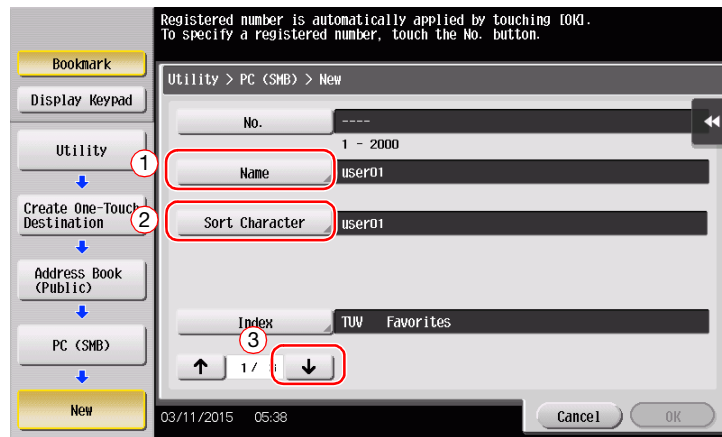 Registered number is automatically applied by touching [OK].
To specify a registered number, touch the No. button.
Bookmark
Display Keypad
Utility
Create One-Touch
Destination
Address Book
(Public)
PC (SMB)
New
Utility > PC (SMB) > New
No.
----
1 - 2000
1
Name
user01
2
Sort Character
user01
Index
TUV Favorites
3
↑
1/
↓
03/11/2015 05:38
Cancel
OK